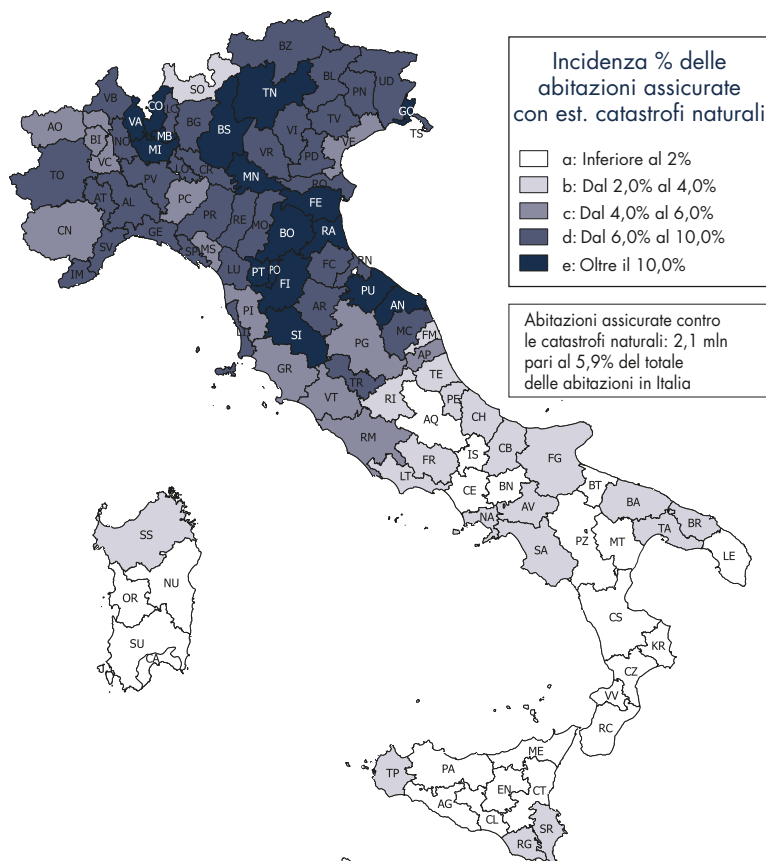 Incidenza % delle
abitazioni assicurate
con est. catastrofi naturali
a: Inferiore al 2%
b: Dal 2,0% al 4,0%
c: Dal 4,0% al 6,0%
d: Dal 6,0% al 10,0%
e: Oltre il 10,0%
Abitazioni assicurate contro
le catastrofi naturali: 2,1 mln
pari al 5,9% del totale
delle abitazioni in Italia
BZ
SO
TN
BL
UD
PN
VB
CO
LC
BG
VA
AO
BI
NO
MB
MI
BS
TV
VI
VE
GO
TS
VC
VR
PD
TO
PV
LO
CR
MN
RO
AT
AL
PC
FE
PR
RE
MO
BO
RA
CN
GE
SV
SP
MS
IM
LU
PT
PO
FC
RN
FI
PU
AN
PI
LI
AR
SI
MC
FM
PG
AP
GR
TE
TR
VT
RI
PE
AQ
CH
RM
IS
CB
FR
LT
FG
CE
BN
BT
BA
NA
AV
TA
BR
SA
PZ
MT
LE
SS
NU
OR
SU
CA
CS
KR
CZ
VV
RC
ME
TP
PA
EN
CT
AG
CL
SR
RG